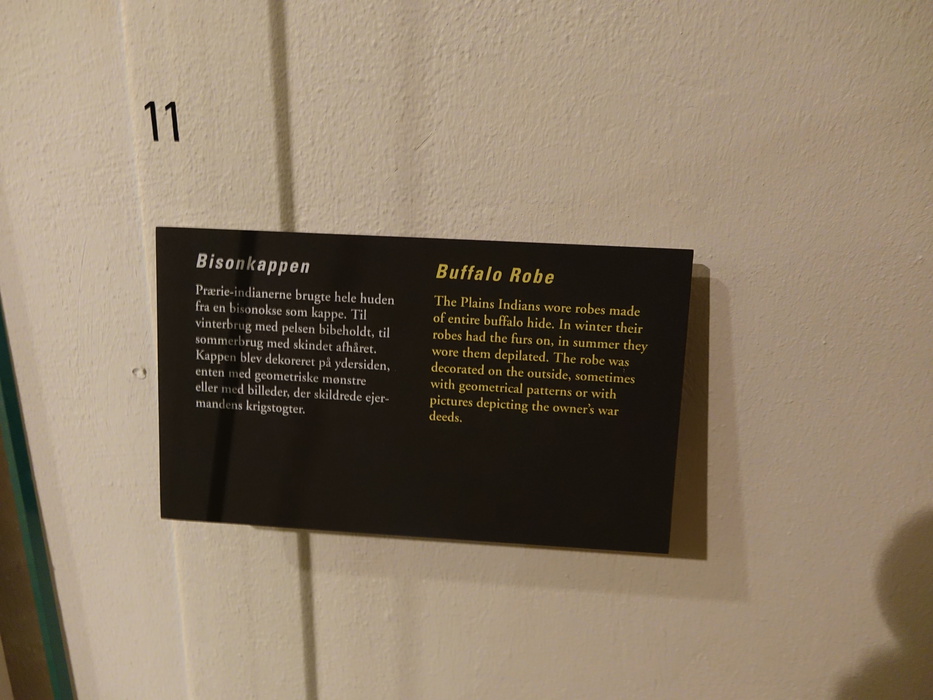 11
Bisonkappen
Prærie-indianerne brugte hele huden
fra en bisonokse som kappe. Til
vinterbrug med pelsen bibeholdt, til
sommerbrug med skindet afhåret.
Kappen blev dekoreret på ydersiden,
enten med geometriske mønstre
eller med billeder, der skildrede ejer-
mandens krigstogter.
Buffalo Robe
The Plains Indians wore robes made
of entire buffalo hide. In winter their
robes had the furs on, in summer they
wore them depilated. The robe was
decorated on the outside, sometimes
with geometrical patterns or with
pictures depicting the owner's war
deeds.